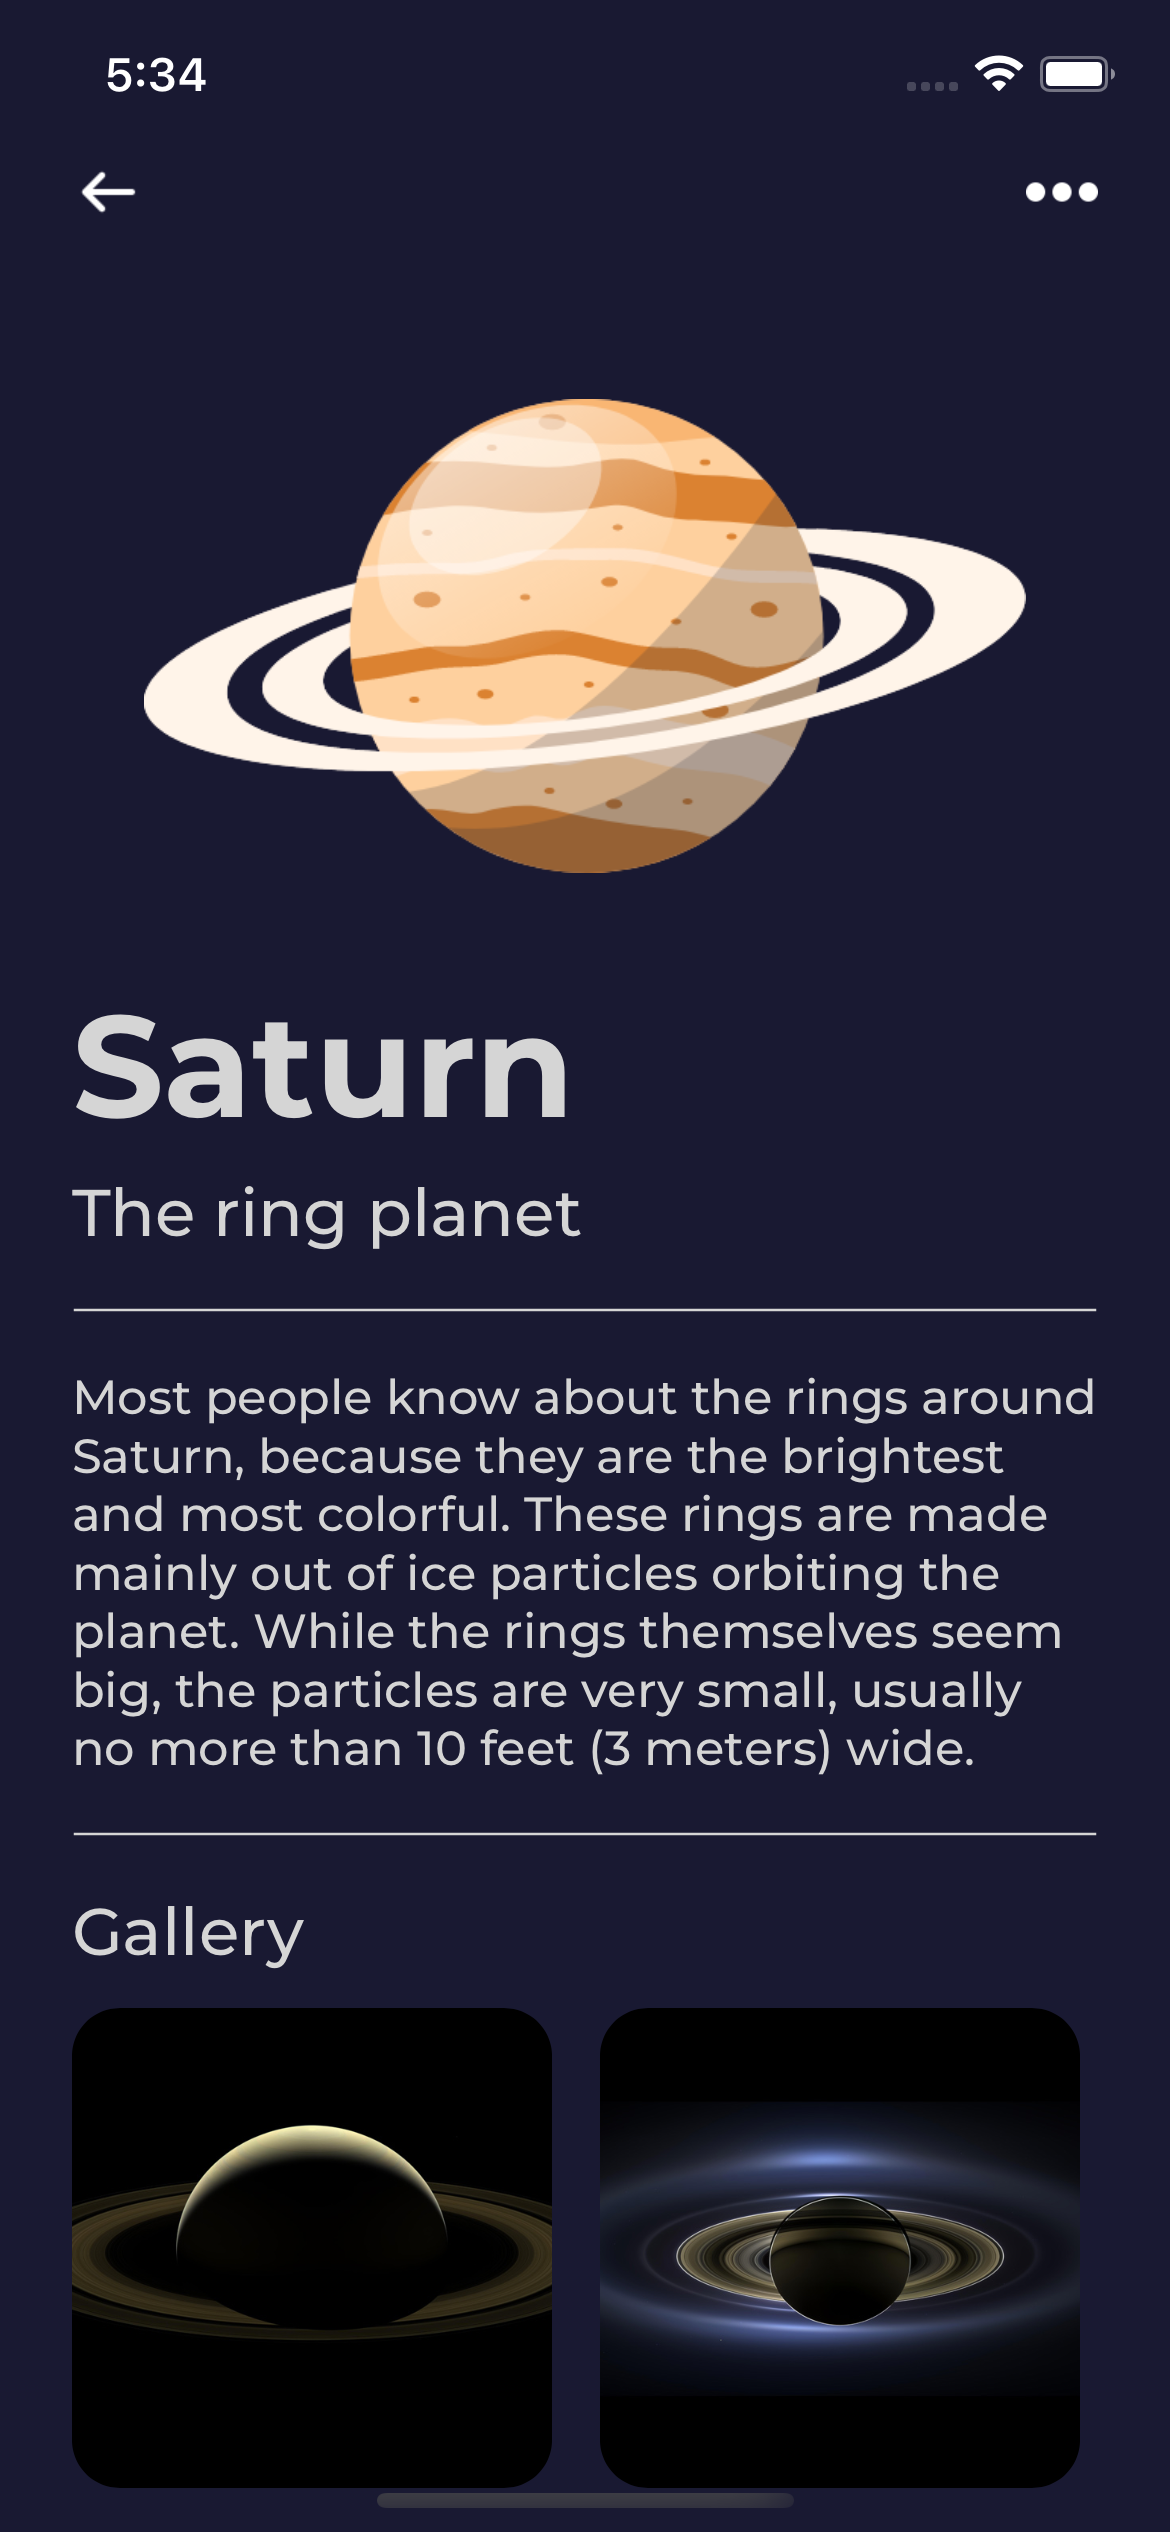 5:34
Saturn
The ring planet
Most people know about the rings around
Saturn, because they are the brightest
and most colorful. These rings are made
mainly out of ice particles orbiting the
planet. While the rings themselves seem
big, the particles are very small, usually
no more than 10 feet (3 meters) wide.
Gallery